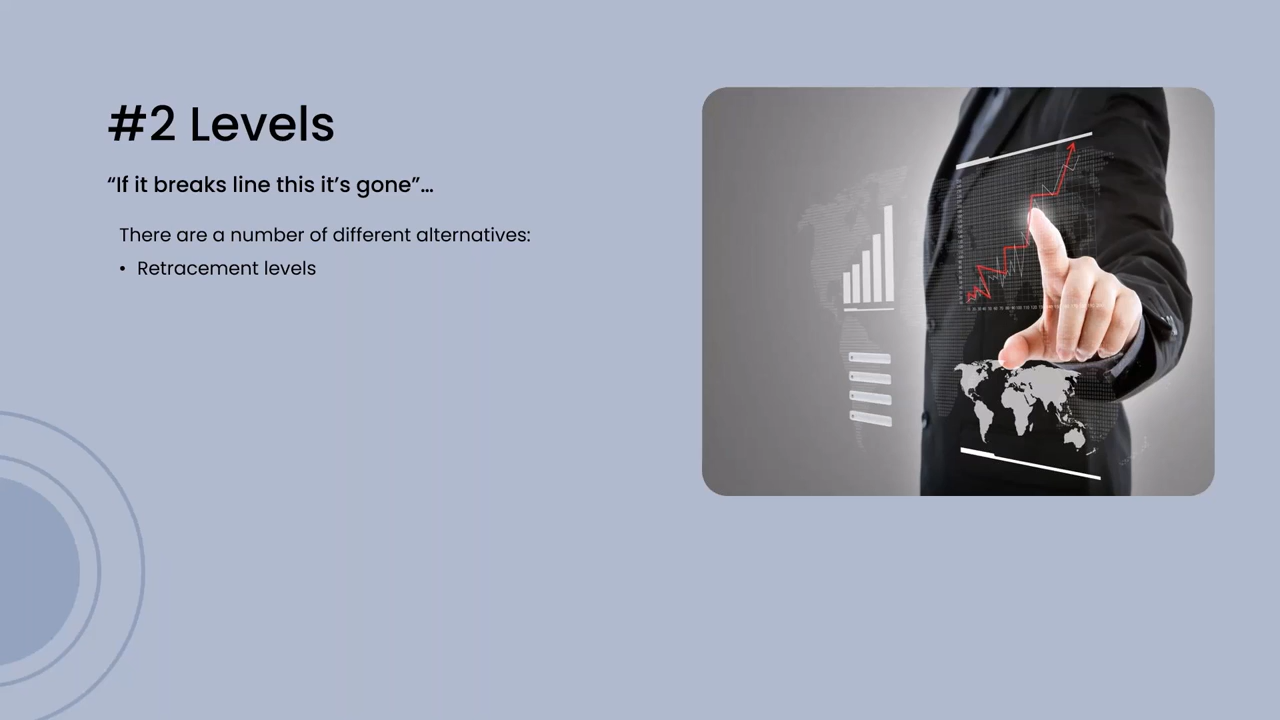 #2 Levels
“If it breaks line this it’s gone”…
There are a number of different alternatives:
• Retracement levels